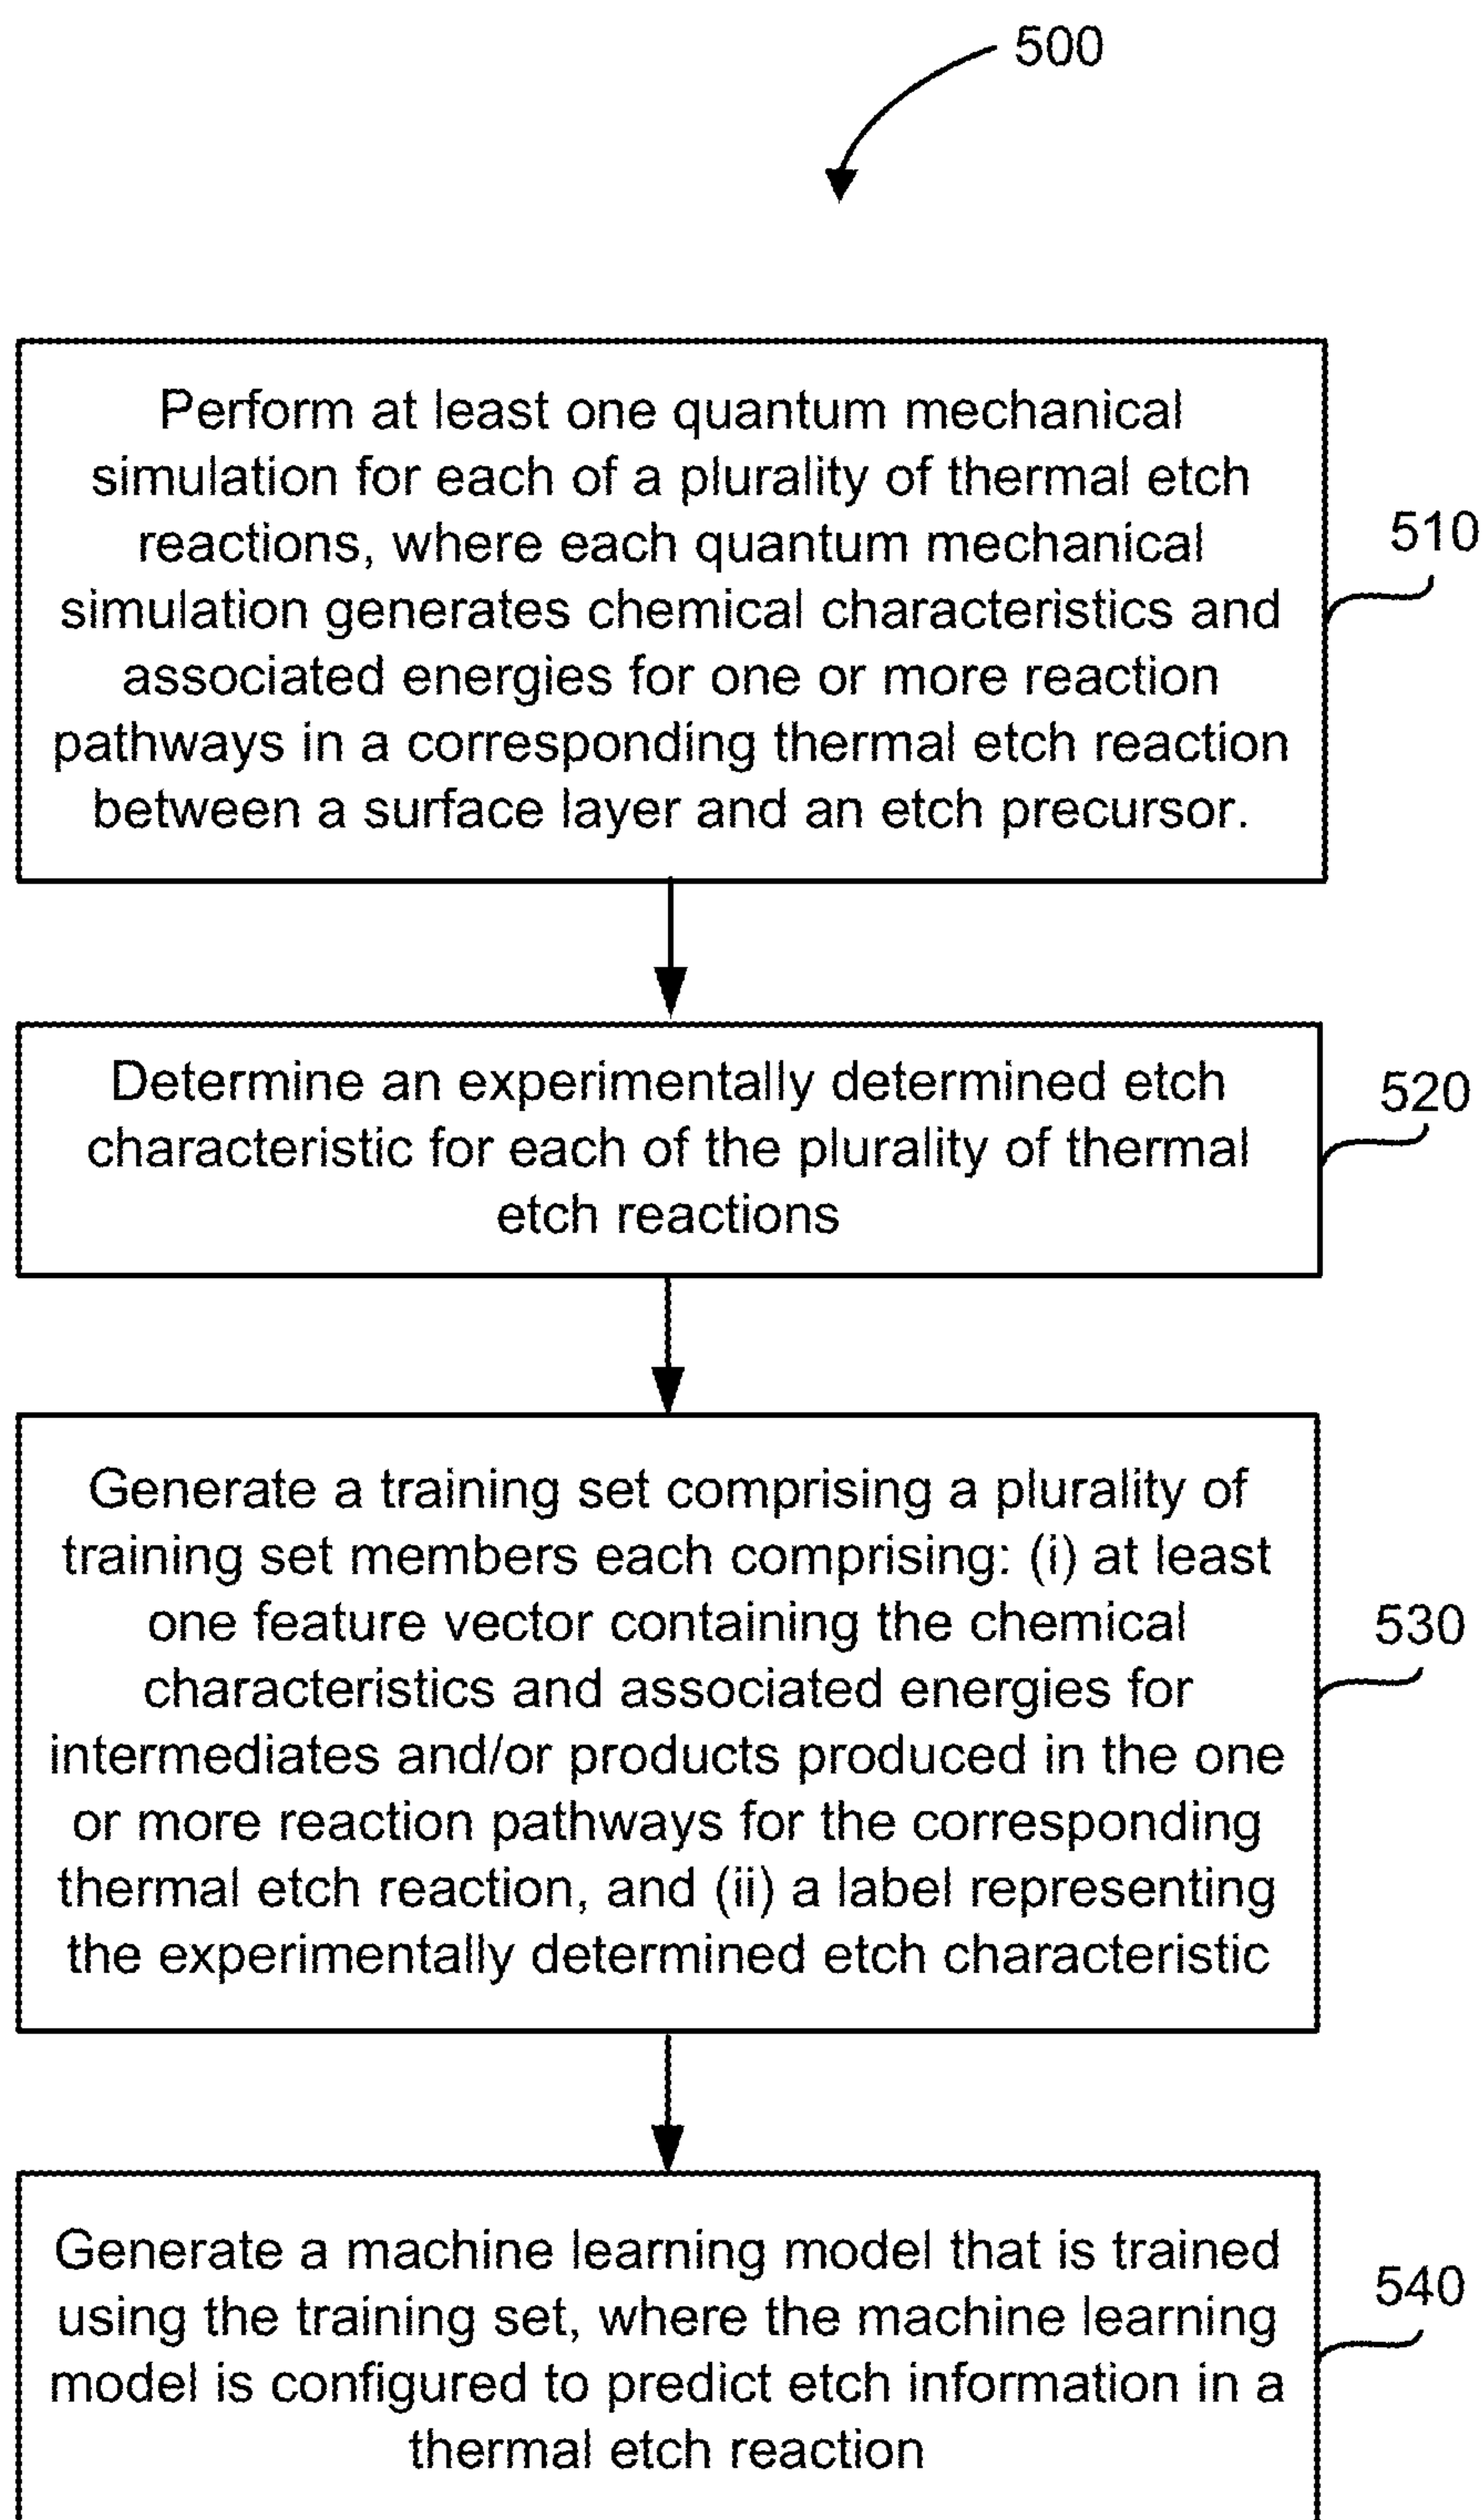 500
Perform at least one quantum mechanical
simulation for each of a plurality of thermal etch
reactions, where each quantum mechanical
simulation generates chemical characteristics and
associated energies for one or more reaction
pathways in a corresponding thermal etch reaction
between a surface layer and an etch precursor.
510
Determine an experimentally determined etch
characteristic for each of the plurality of thermal
etch reactions
520
Generate a training set comprising a plurality of
training set members each comprising: (i) at least
one feature vector containing the chemical
characteristics and associated energies for
intermediates and/or products produced in the one
or more reaction pathways for the corresponding
thermal etch reaction, and (ii) a label representing
the experimentally determined etch characteristic
530
Generate a machine learning model that is trained
using the training set, where the machine learning
model is configured to predict etch information in a
thermal etch reaction
540